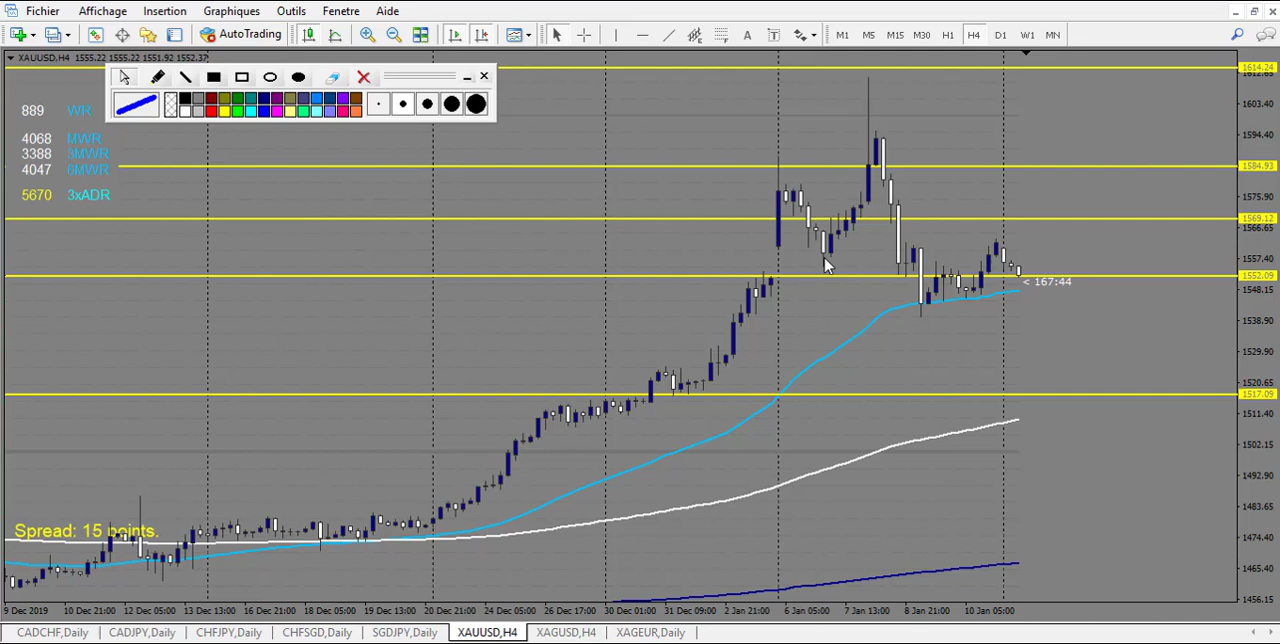 Fichier Affichage Insertion Graphiques Outils Fenetre Aide
AutoTrading A T M1 M5 M15 M30 H1 H4 D1 W1 MN
XAUUSD,H4 1555.22 1555.22 1551.92 1552.37
889 WR
4068 MWR
3388 3MWR
4047 6MWR
5670 3xADR
Spread: 15 points.
< 167:44
1614.24
1612.65
1603.40
1594.40
1584.93
1575.90
1569.12
1566.65
1557.40
1552.09
1548.15
1538.90
1529.90
1520.65
1517.09
1511.40
1502.15
1492.90
1483.65
1474.40
1465.40
1456.15
9 Dec 2019 10 Dec 21:00 12 Dec 05:00 13 Dec 13:00 16 Dec 21:00 18 Dec 05:00 19 Dec 13:00 20 Dec 21:00 24 Dec 05:00 26 Dec 17:00 30 Dec 01:00 31 Dec 09:00 2 Jan 21:00 6 Jan 05:00 7 Jan 13:00 8 Jan 21:00 10 Jan 05:00
CADCHF,Daily CADJPY,Daily CHFJPY,Daily CHFSGD,Daily SGDJPY,Daily XAUUSD,H4 XAGUSD,H4 XAGEUR,Daily